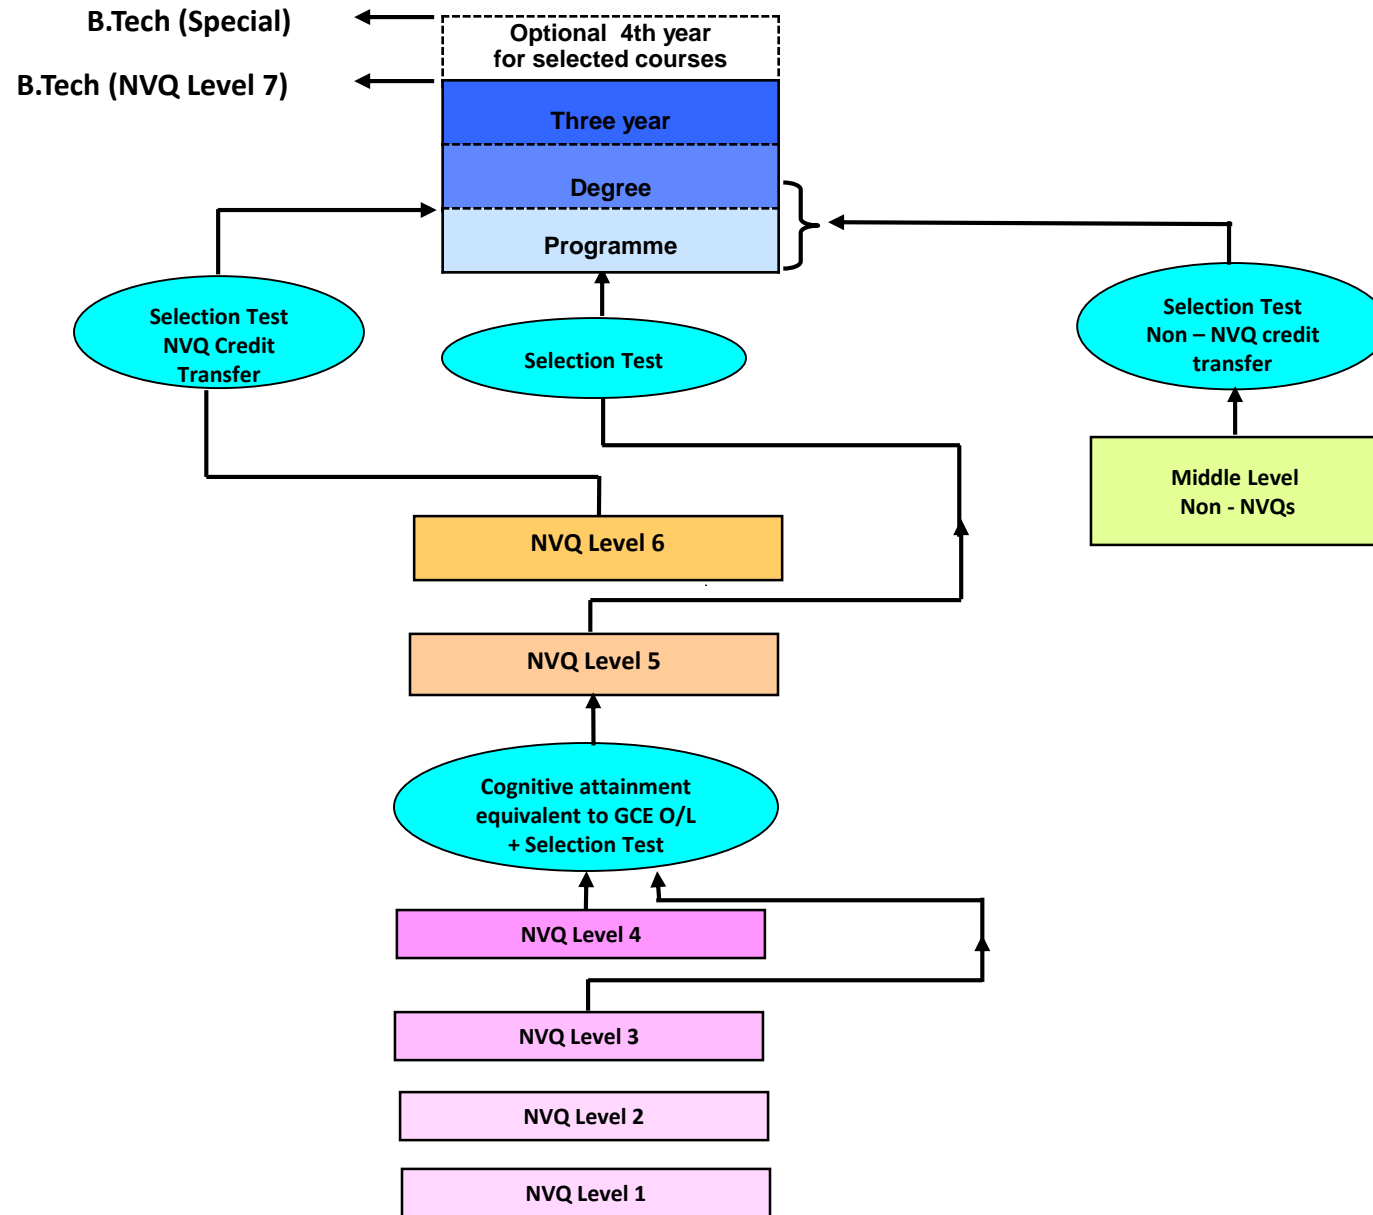 B.Tech (Special)
Optional 4th year
for selected courses
B.Tech (NVQ Level 7)
Three year
Degree
Programme
Selection Test
NVQ Credit
Transfer
Selection Test
Selection Test
Non – NVQ credit
transfer
Middle Level
Non - NVQs
NVQ Level 6
NVQ Level 5
Cognitive attainment
equivalent to GCE O/L
+ Selection Test
NVQ Level 4
NVQ Level 3
NVQ Level 2
NVQ Level 1